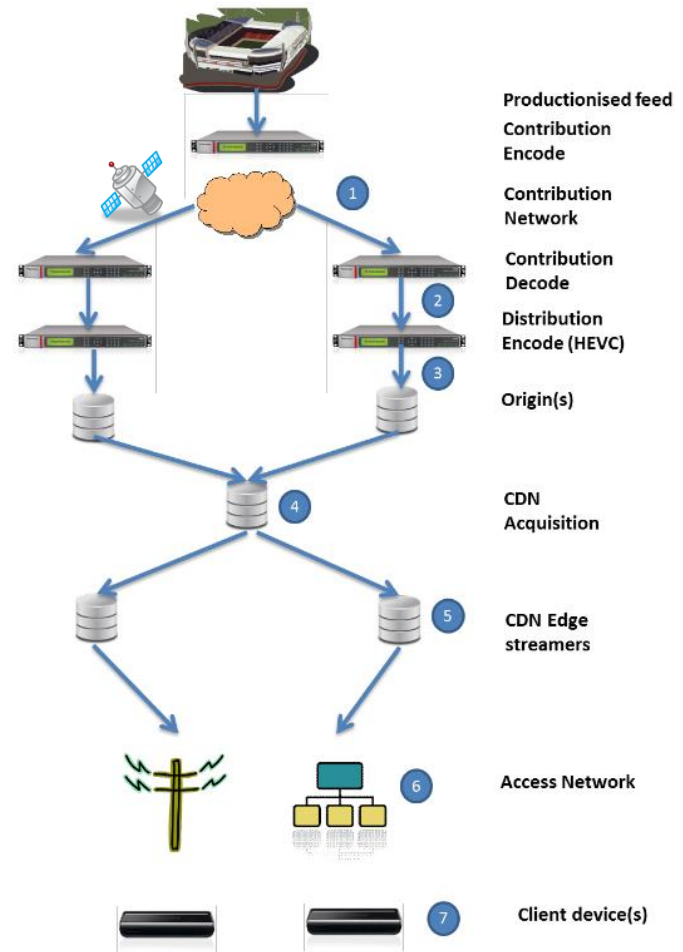 Productionised feed
Contribution
Encode
1
Contribution
Network
Contribution
Decode
2
Distribution
Encode (HEVC)
3
Origin(s)
4
CDN
Acquisition
5
CDN Edge
streamers
6
Access Network
7
Client device(s)